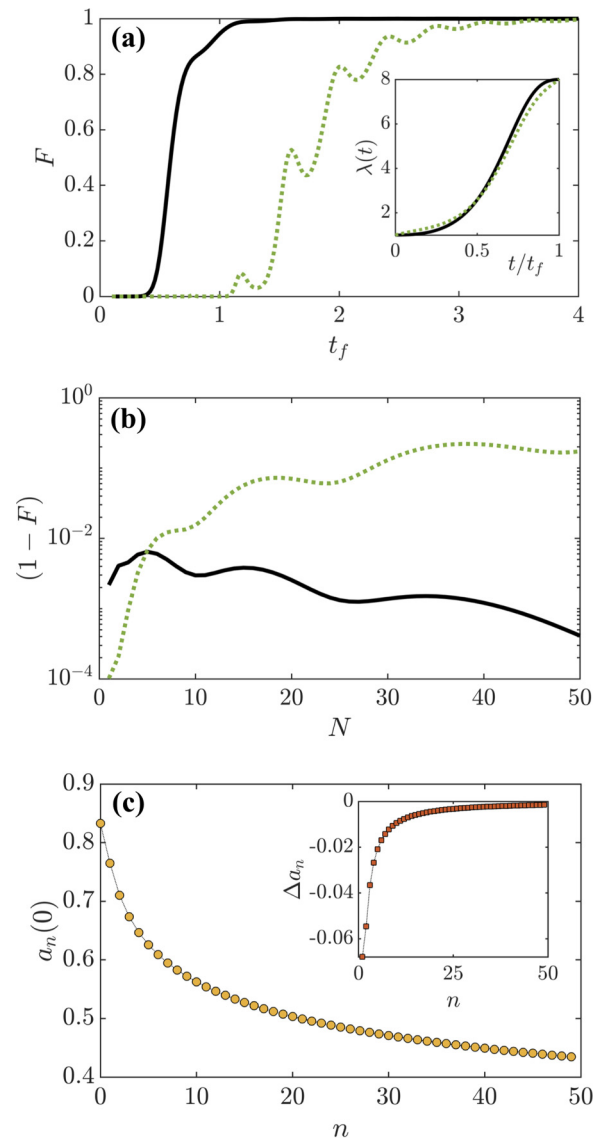 (a)
1
0.8
0.6
0.4
0.2
0
F
0 1 2 3 4
t_f
8
6
4
2
λ(t)
0 0.5 1
t/t_f
(b)
10^0
10^-2
10^-4
(1 − F)
0 10 20 30 40 50
N
(c)
0.9
0.8
0.7
0.6
0.5
0.4
a_n(0)
0 10 20 30 40 50
n
0
-0.02
-0.04
-0.06
Δa_n
0 25 50
n